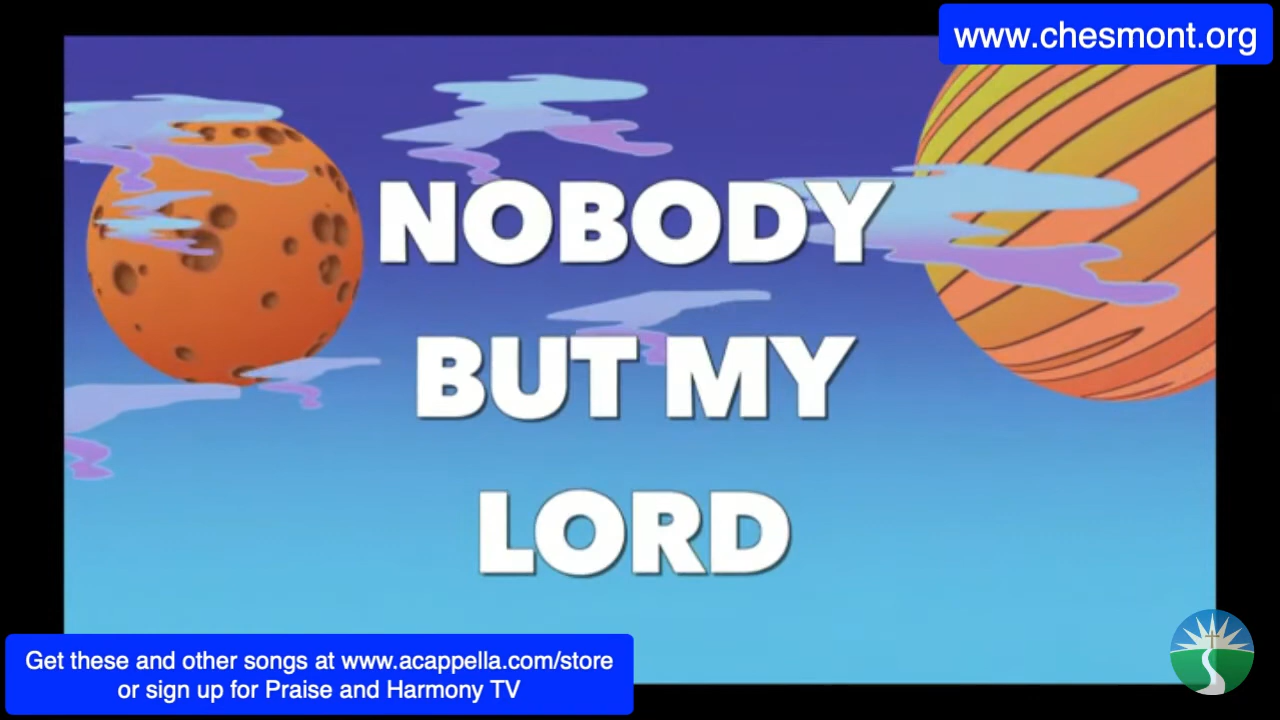 www.chesmont.org
NOBODY
BUT MY
LORD
Get these and other songs at www.acappella.com/store
or sign up for Praise and Harmony TV